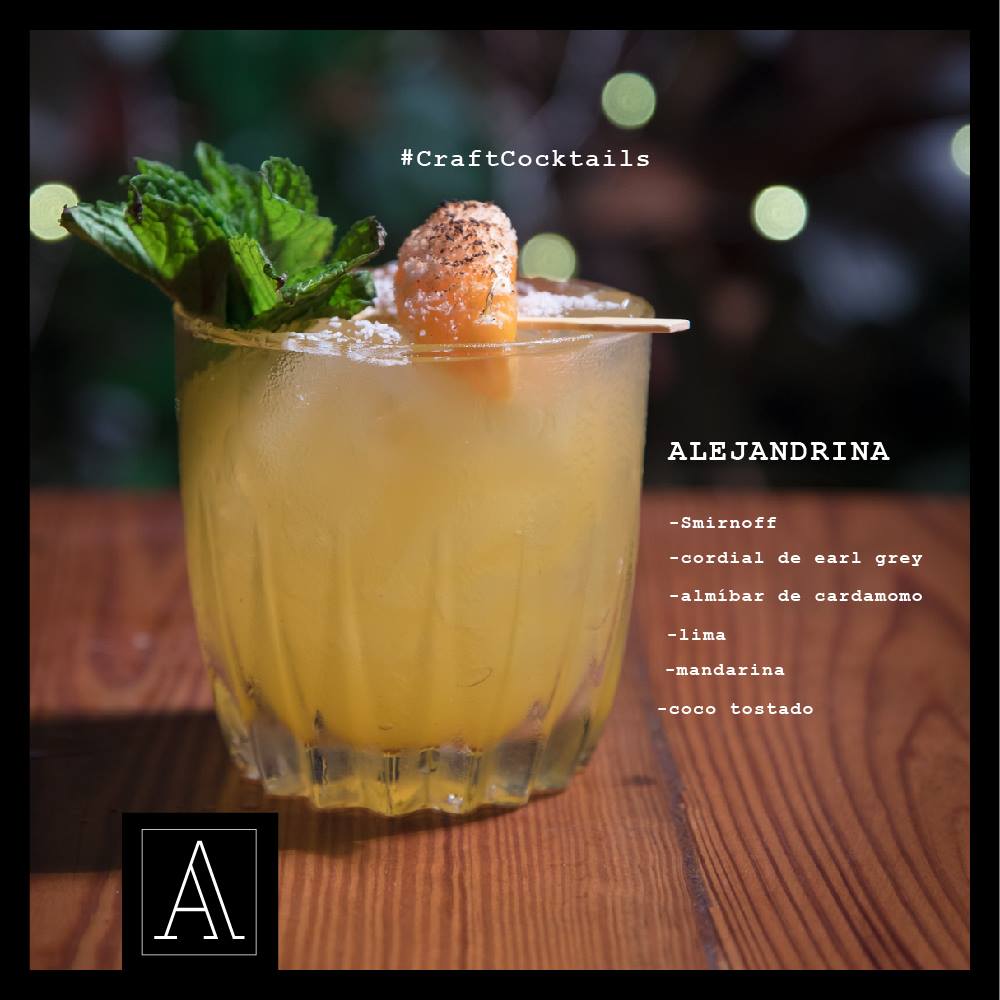 #CraftCocktails
ALEJANDRINA
-Smirnoff
-cordial de earl grey
-almíbar de cardamomo
-lima
-mandarina
-coco tostado
A